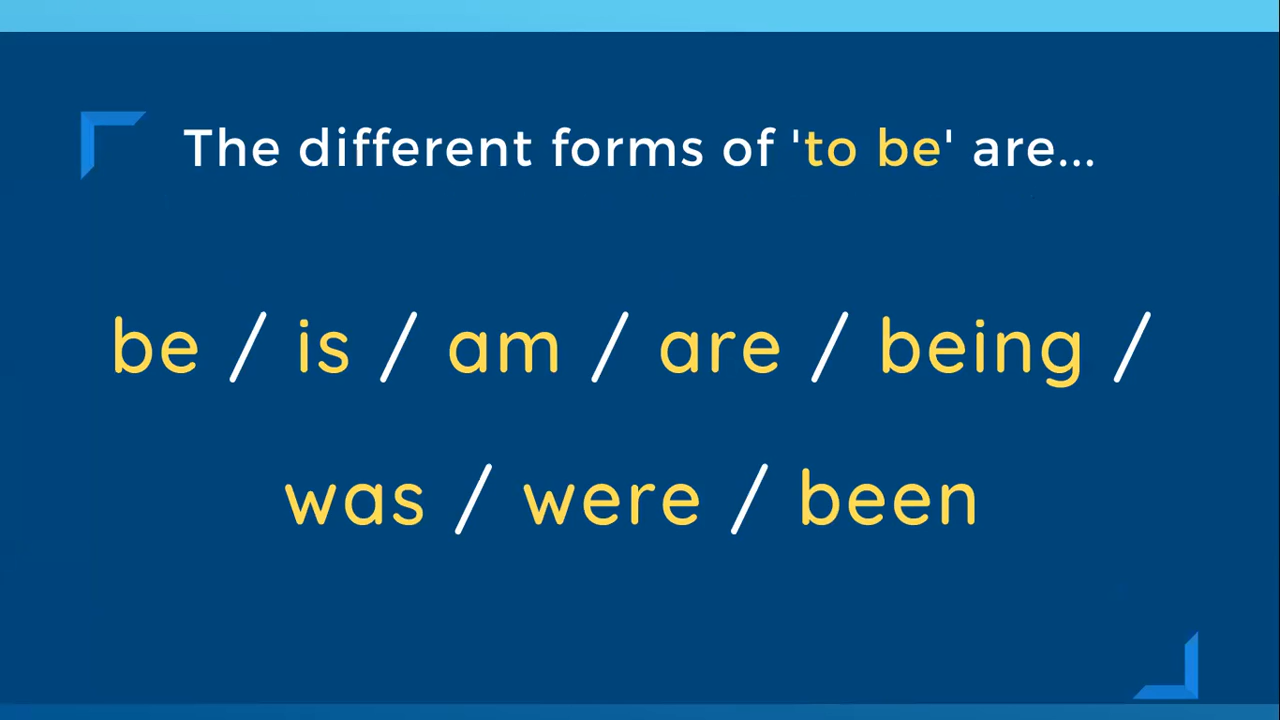 The different forms of 'to be' are...
be / is / am / are / being /
was / were / been